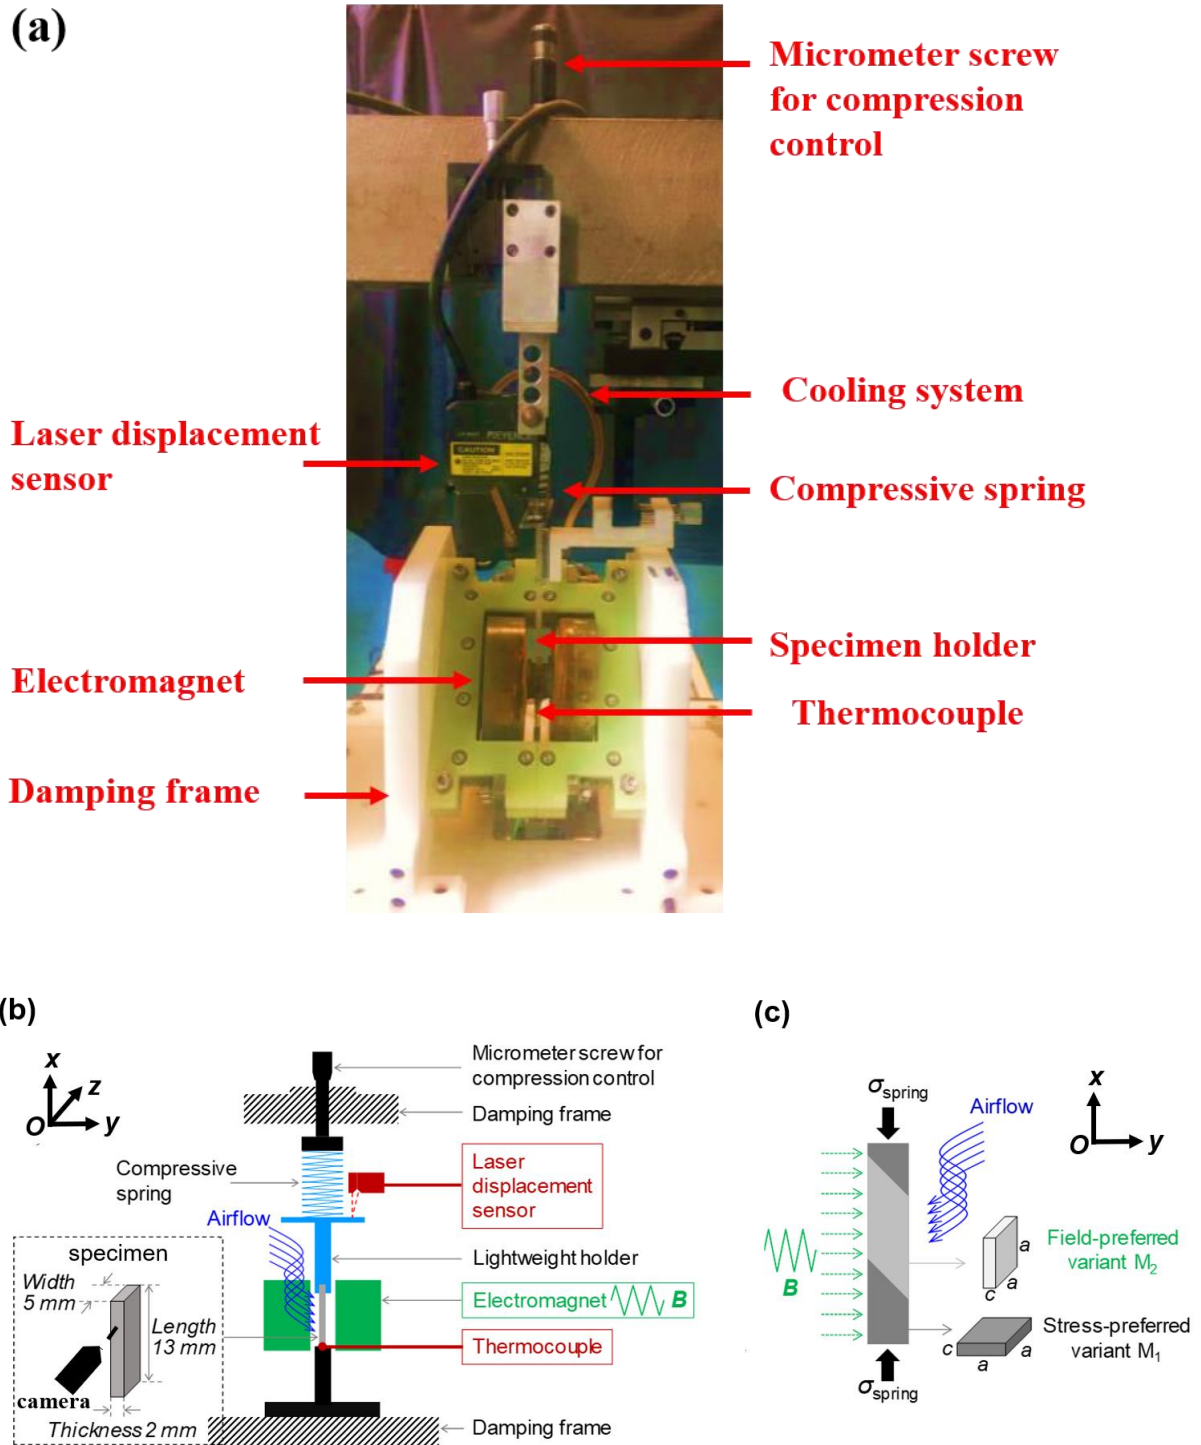 (a)
Micrometer screw
for compression
control
Cooling system
Laser displacement
sensor
CAUTION
Compressive spring
Specimen holder
Electromagnet
Thermocouple
Damping frame
(b)
x
z
O
y
Micrometer screw for
compression control
Damping frame
Compressive
spring
Laser
displacement
sensor
Airflow
Lightweight holder
specimen
Width
5 mm
Length
13 mm
camera
Thickness 2 mm
Electromagnet B
Thermocouple
Damping frame
(c)
σspring
Airflow
x
O
y
B
a
a
c
Field-preferred
variant M2
c
a
a
Stress-preferred
variant M1
σspring